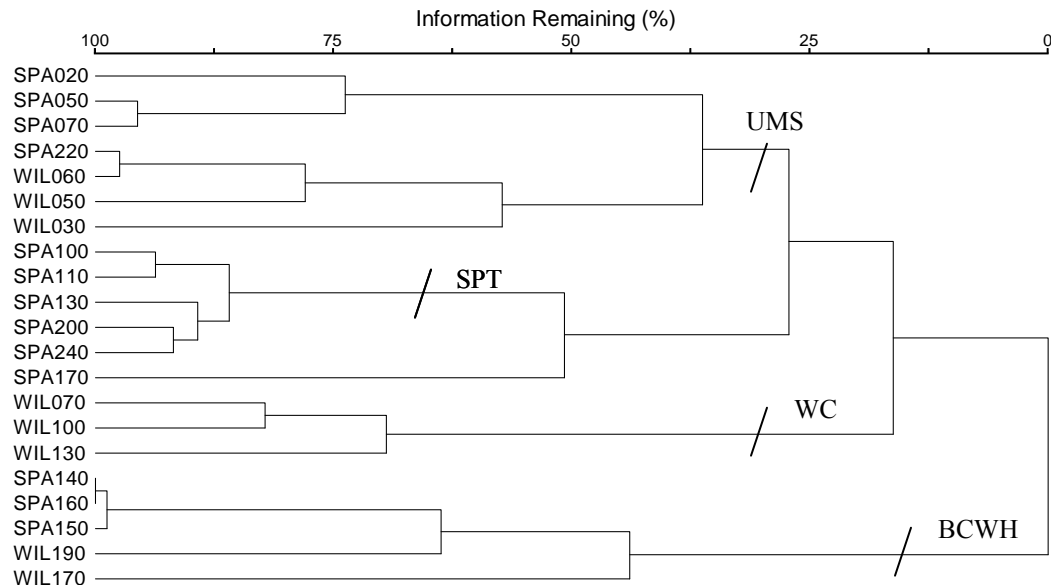 Information Remaining (%)
100 75 50 25 0
SPA020
SPA050
SPA070
UMS
SPA220
WIL060
WIL050
WIL030
SPA100
SPA110
SPT
SPA130
SPA200
SPA240
SPA170
WIL070
WC
WIL100
WIL130
SPA140
SPA160
SPA150
BCWH
WIL190
WIL170